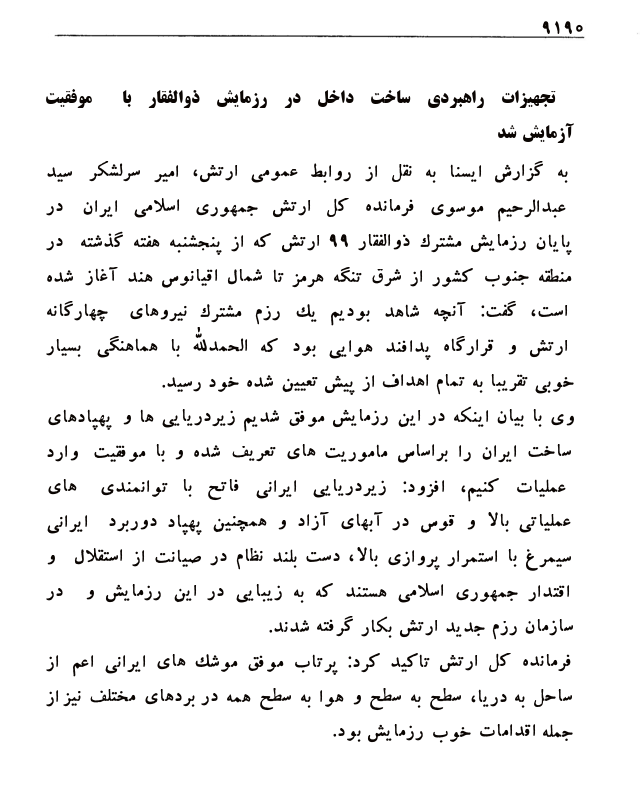 ۹۱۹۰
تجهیزات راهبردی ساخت داخل در رزمایش ذوالفقار با موفقیت
آزمایش شد
به گزارش ایسنا به نقل از روابط عمومی ارتش، امیر سرلشکر سید
عبدالرحیم موسوی فرمانده کل ارتش جمهوری اسلامی ایران در
پایان رزمایش مشترك ذوالفقار ۹۹ ارتش که از پنجشنبه هفته گذشته در
منطقه جنوب کشور از شرق تنگه هرمز تا شمال اقیانوس هند آغاز شده
است، گفت: آنچه شاهد بودیم یك رزم مشترك نیروهای چهارگانه
ارتش و قرارگاه پدافند هوایی بود که الحمدلله با هماهنگی بسیار
خوبی تقریبا به تمام اهداف از پیش تعیین شده خود رسید.
وی با بیان اینکه در این رزمایش موفق شدیم زیردریایی ها و پهپادهای
ساخت ایران را براساس ماموریت های تعریف شده و با موفقیت وارد
عملیات کنیم، افزود: زیردریایی ایرانی فاتح با توانمندی های
عملیاتی بالا و قوس در آبهای آزاد و همچنین پهپاد دوربرد ایرانی
سیمرغ با استمرار پروازی بالا، دست بلند نظام در صیانت از استقلال و
اقتدار جمهوری اسلامی هستند که به زیبایی در این رزمایش و در
سازمان رزم جدید ارتش بکار گرفته شدند.
فرمانده کل ارتش تاکید کرد: پرتاب موفق موشك های ایرانی اعم از
ساحل به دریا، سطح به سطح و هوا به سطح همه در بردهای مختلف نیز از
جمله اقدامات خوب رزمایش بود.